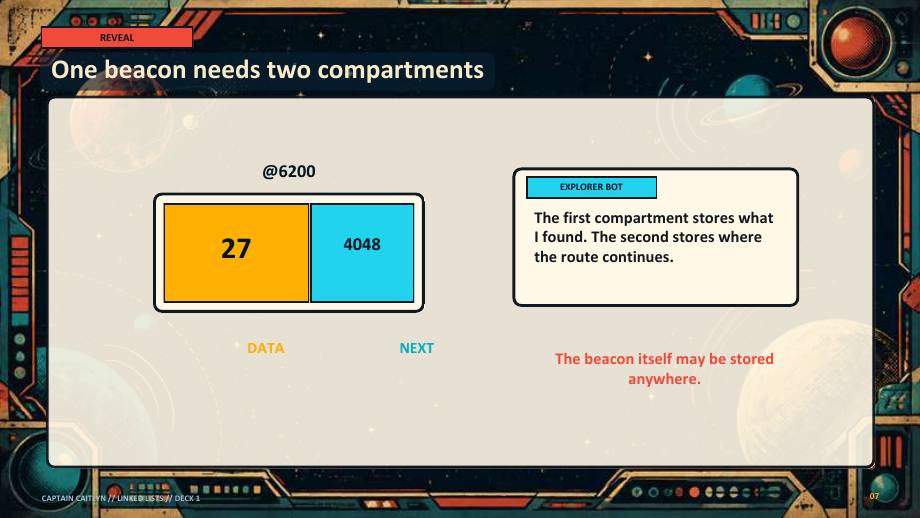 REVEAL
One beacon needs two compartments
@6200
27
4048
DATA
NEXT
EXPLORER BOT
The first compartment stores what
I found. The second stores where
the route continues.
The beacon itself may be stored
anywhere.
CAPTAIN CAITLYN // LINKED LISTS // DECK 1
07